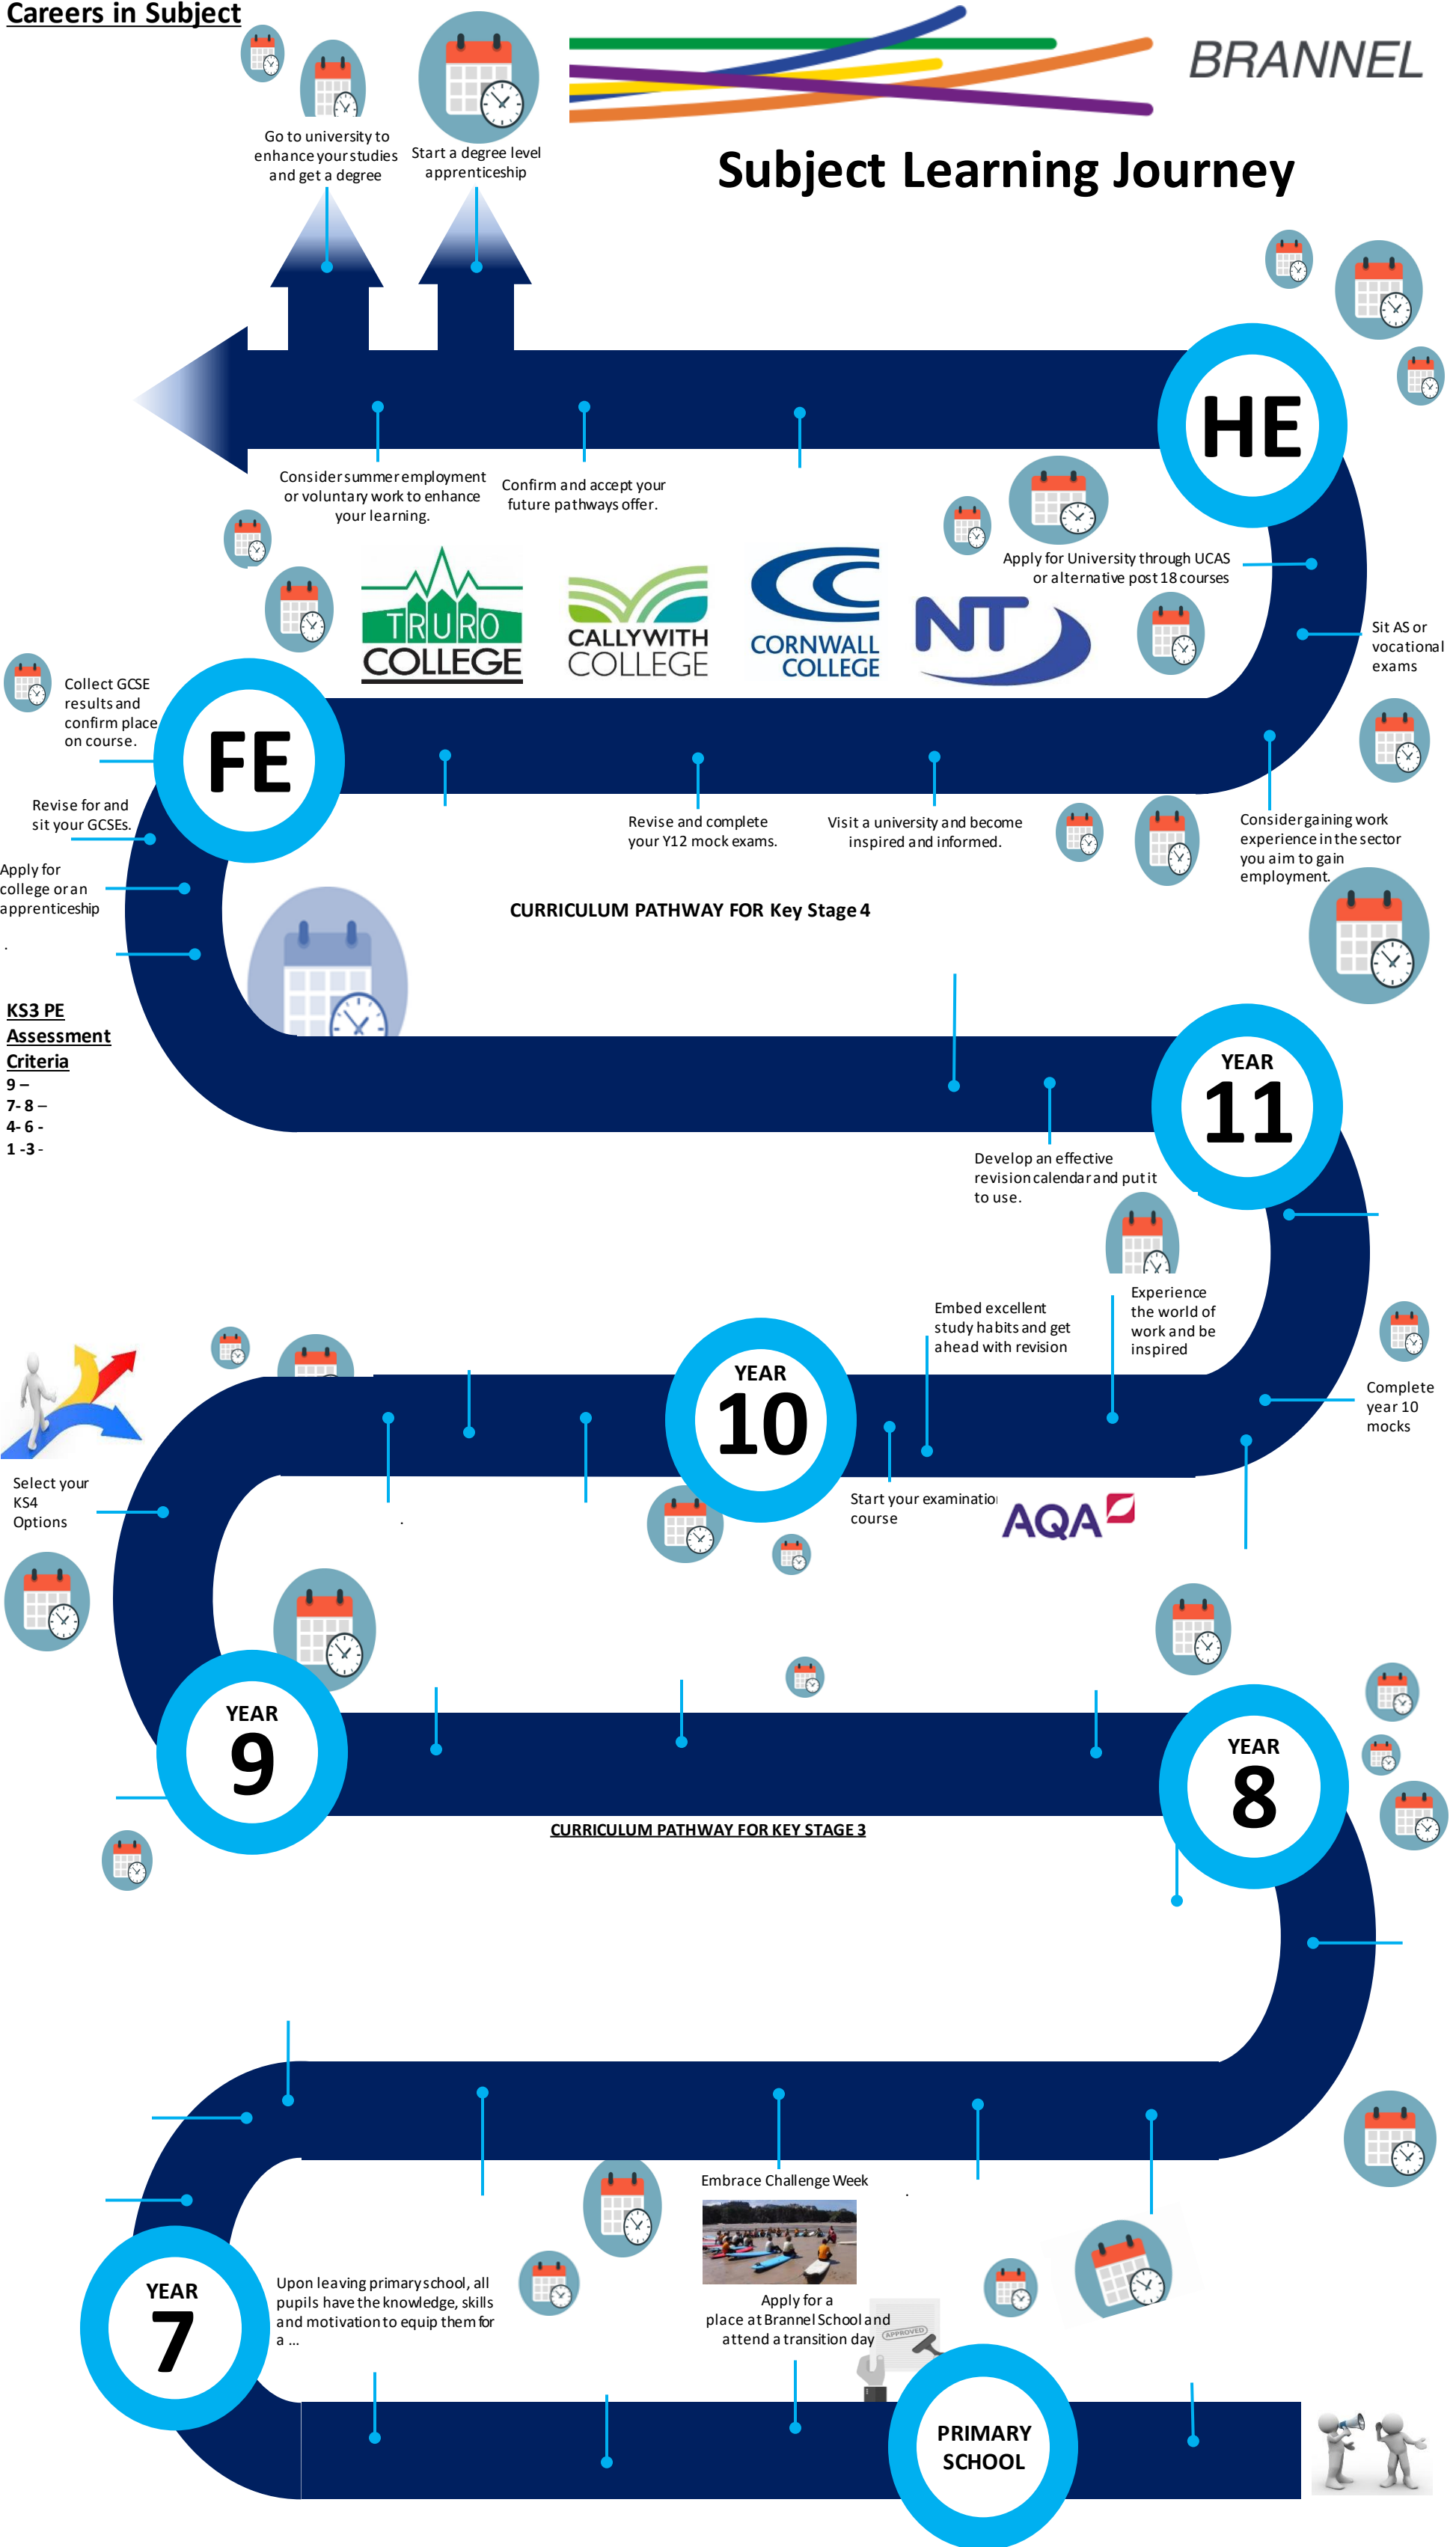 Careers in Subject
BRANNEL
Subject Learning Journey
Go to university to
enhance your studies
and get a degree
Start a degree level
apprenticeship
HE
Consider summer employment
or voluntary work to enhance
your learning.
Confirm and accept your
future pathways offer.
Apply for University through UCAS
or alternative post 18 courses
TRURO
COLLEGE
CALLYWITH
COLLEGE
CORNWALL
COLLEGE
NT
Sit AS or
vocational
exams
Collect GCSE
results and
confirm place
on course.
FE
Revise for and
sit your GCSEs.
Revise and complete
your Y12 mock exams.
Visit a university and become
inspired and informed.
Consider gaining work
experience in the sector
you aim to gain
employment.
Apply for
college or an
apprenticeship
.
CURRICULUM PATHWAY FOR Key Stage 4
KS3 PE
Assessment
Criteria
9 –
7- 8 –
4- 6 -
1 -3 -
YEAR
11
Develop an effective
revision calendar and put it
to use.
Embed excellent
study habits and get
ahead with revision
Experience
the world of
work and be
inspired
YEAR
10
Complete
year 10
mocks
Select your
KS4
Options
.
Start your examination
course
AQA
YEAR
9
YEAR
8
CURRICULUM PATHWAY FOR KEY STAGE 3
Embrace Challenge Week
.
YEAR
7
Upon leaving primary school, all
pupils have the knowledge, skills
and motivation to equip them for
a ...
Apply for a
place at Brannel School and
attend a transition day
APPROVED
PRIMARY
SCHOOL